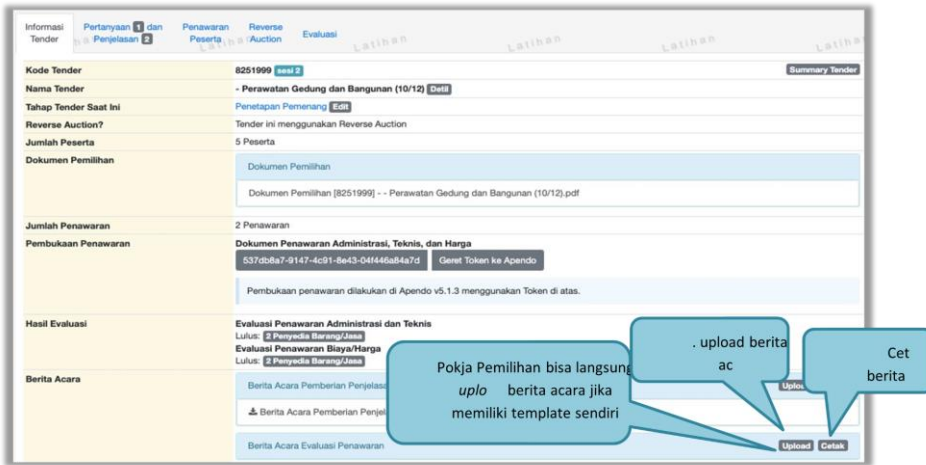 Informasi Tender
Pertanyaan 1 dan Penjelasan 2
Penawaran Peserta
Reverse Auction
Evaluasi
Latihan Latihan Latihan Latihan
Kode Tender 8251999 sesi 2 Summary Tender
Nama Tender - Perawatan Gedung dan Bangunan (10/12) Detil
Tahap Tender Saat Ini Penetapan Pemenang Edit
Reverse Auction? Tender ini menggunakan Reverse Auction
Jumlah Peserta 5 Peserta
Dokumen Pemilihan Dokumen Pemilihan
Dokumen Pemilihan [8251999] - - Perawatan Gedung dan Bangunan (10/12).pdf
Jumlah Penawaran 2 Penawaran
Pembukaan Penawaran Dokumen Penawaran Administrasi, Teknis, dan Harga
537db8a7-9147-4c91-8e43-04f446a84a7d Geret Token ke Apendo
Pembukaan penawaran dilakukan di Apendo v5.1.3 menggunakan Token di atas.
Hasil Evaluasi Evaluasi Penawaran Administrasi dan Teknis
Lulus: 2 Penyedia Barang/Jasa
Evaluasi Penawaran Biaya/Harga
Lulus: 2 Penyedia Barang/Jasa
Berita Acara Berita Acara Pemberian Penjelasa Uplo
Berita Acara Pemberian Penjel
Berita Acara Evaluasi Penawaran Upload Cetak
Pokja Pemilihan bisa langsung
uplo berita acara jika
memiliki template sendiri
. upload berita
ac
Cet
berita